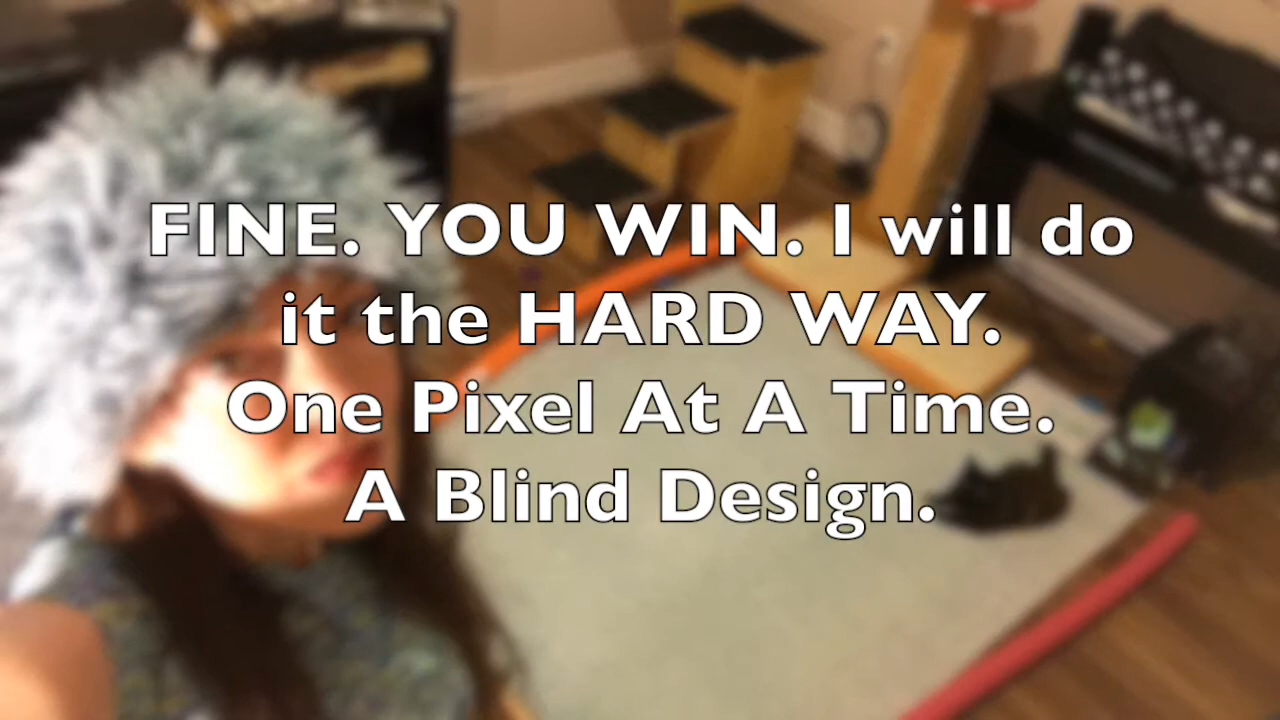 FINE. YOU WIN. I will do
it the HARD WAY.
One Pixel At A Time.
A Blind Design.